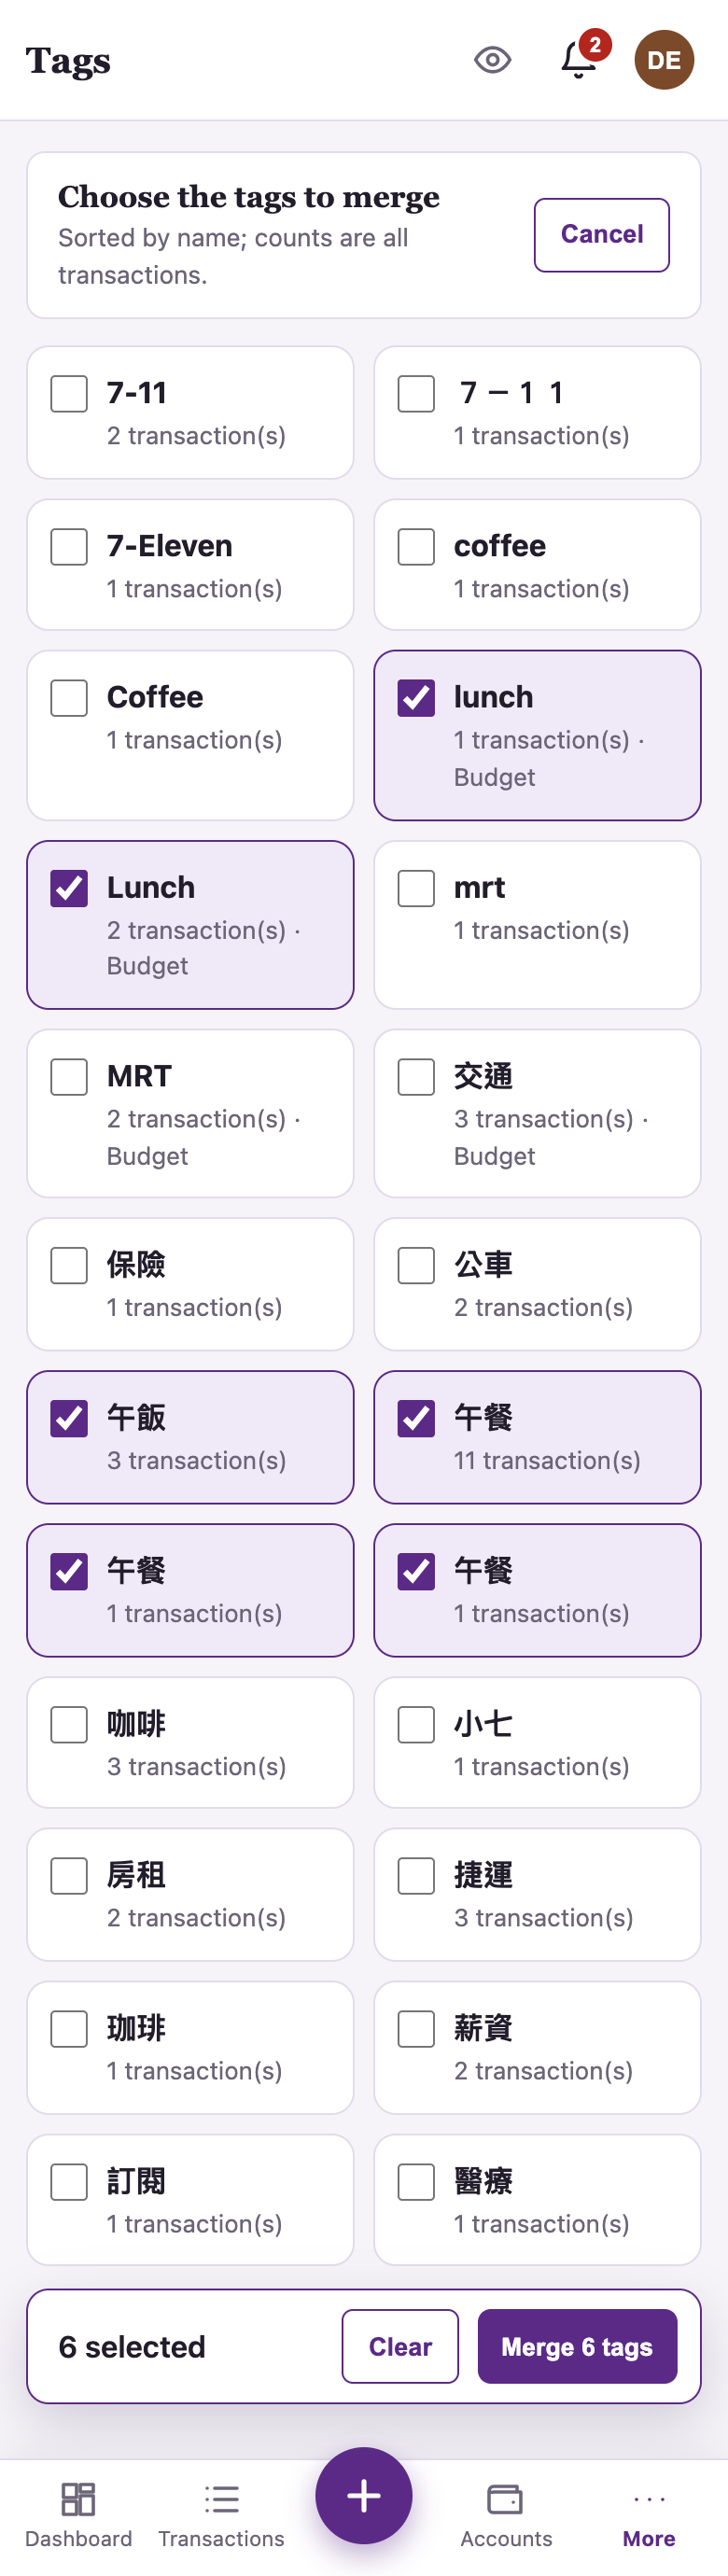 Tags
2
DE
Choose the tags to merge
Sorted by name; counts are all
transactions.
Cancel
7-11
2 transaction(s)
７－１１
1 transaction(s)
7-Eleven
1 transaction(s)
coffee
1 transaction(s)
Coffee
1 transaction(s)
lunch
1 transaction(s) ·
Budget
Lunch
2 transaction(s) ·
Budget
mrt
1 transaction(s)
MRT
2 transaction(s) ·
Budget
交通
3 transaction(s) ·
Budget
保險
1 transaction(s)
公車
2 transaction(s)
午飯
3 transaction(s)
午餐
11 transaction(s)
午餐
1 transaction(s)
午餐
1 transaction(s)
咖啡
3 transaction(s)
小七
1 transaction(s)
房租
2 transaction(s)
捷運
3 transaction(s)
珈琲
1 transaction(s)
薪資
2 transaction(s)
訂閱
1 transaction(s)
醫療
1 transaction(s)
6 selected
Clear
Merge 6 tags
Dashboard
Transactions
Accounts
More